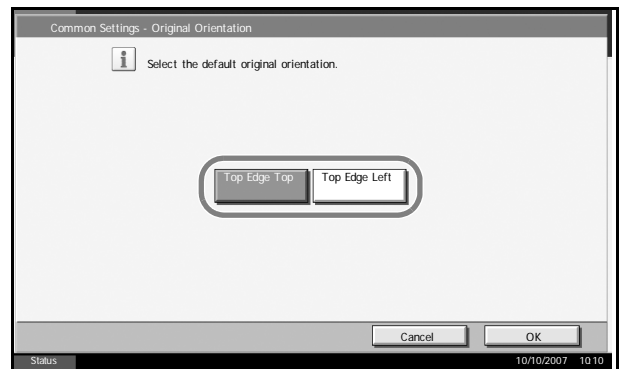 Common Settings - Original Orientation
i Select the default original orientation.
Top Edge Top Top Edge Left
Cancel OK
Status 10/10/2007 10:10